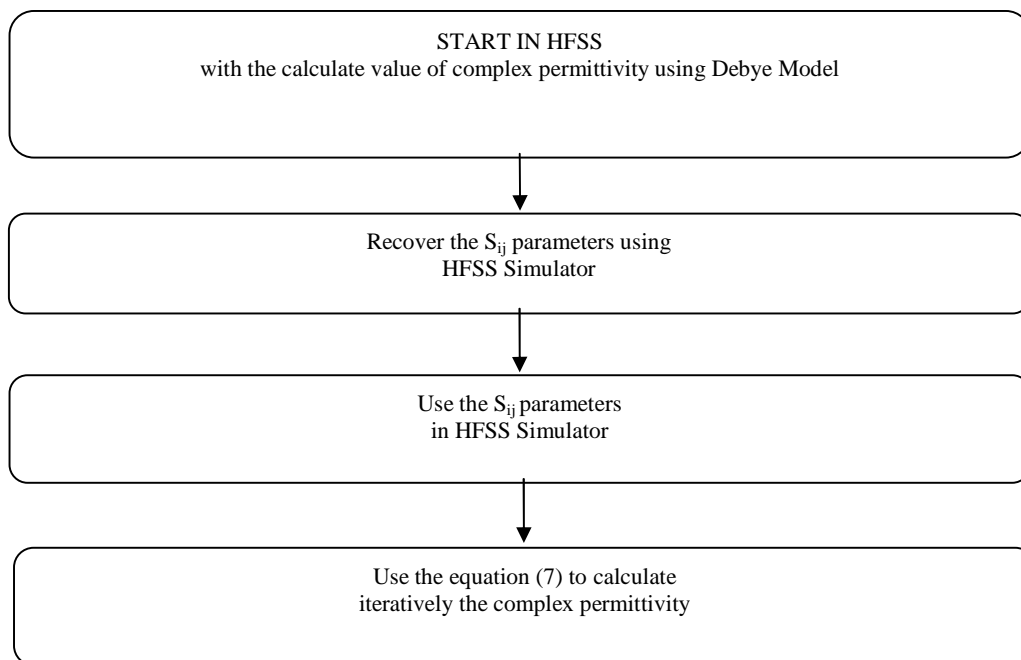 START IN HFSS
with the calculate value of complex permittivity using Debye Model
Recover the Sij parameters using
HFSS Simulator
Use the Sij parameters
in HFSS Simulator
Use the equation (7) to calculate
iteratively the complex permittivity